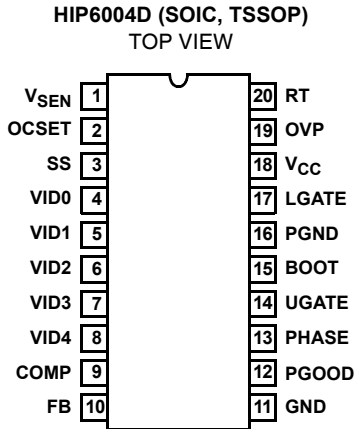 HIP6004D (SOIC, TSSOP)
TOP VIEW
VSEN 1 20 RT
OCSET 2 19 OVP
SS 3 18 VCC
VID0 4 17 LGATE
VID1 5 16 PGND
VID2 6 15 BOOT
VID3 7 14 UGATE
VID4 8 13 PHASE
COMP 9 12 PGOOD
FB 10 11 GND